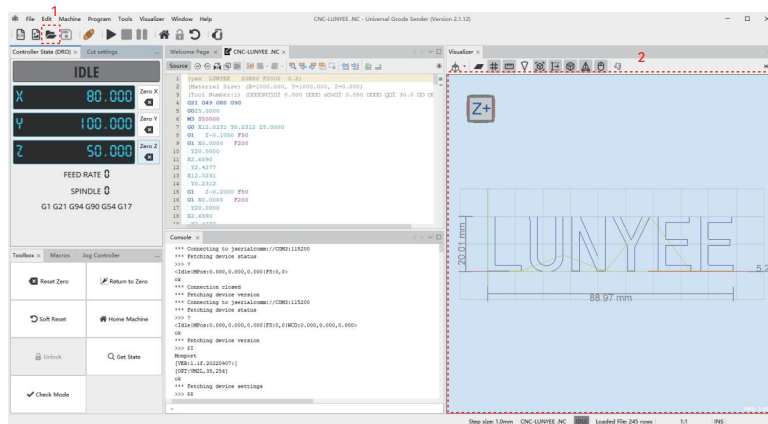 1
File Edit Machine Program Tools Visualizer Window Help
CNC-LUNYEE .NC - Universal Gcode Sender (Version 2.1.12)
Controller State (DRO) ×
Cut settings
IDLE
X 80.000 Zero X
Y 100.000 Zero Y
Z 50.000 Zero Z
FEED RATE 0
SPINDLE 0
G1 G21 G94 G90 G54 G17
Toolbox × Macros Jog Controller
Reset Zero
Return to Zero
Soft Reset
Home Machine
Unlock
Get State
Check Mode
Welcome Page × CNC-LUNYEE .NC ×
Source
1
2 (Material Size) (X=1000.000, Y=1000.000, Z=0.000)
3
4 G21 G49 G80 G90
5 G0Z5.0000
6 M3 S50000
7 G0 X12.0231 Y0.2312 Z5.0000
8 G1 Z-0.1000 F50
9 G1 X0.0000 F200
10 Y20.0000
11 X2.6590
12 Y2.4277
13 X12.0231
14 Y0.2312
15 G1 Z-0.2000 F50
16 G1 X0.0000 F200
17 Y20.0000
18 X2.6590
Console ×
*** Connecting to jserialcomm://COM3:115200
*** Fetching device status
>>> ?
<Idle|MPos:0.000,0.000,0.000|FS:0,0>
ok
*** Connection closed
*** Fetching device version
*** Connecting to jserialcomm://COM3:115200
*** Fetching device status
>>> ?
<Idle|MPos:0.000,0.000,0.000|FS:0,0|WCO:0.000,0.000,0.000>
ok
*** Fetching device version
>>> $I
[VER:1.1f.20220907:]
[OPT:VMZL,35,254]
ok
*** Fetching device settings
>>> $$
Visualizer ×
2
Z+
LUNYEE
20.01 mm
88.97 mm
5.2
Step size: 1.0mm CNC-LUNYEE .NC IDLE Loaded File: 245 rows 1:1 INS